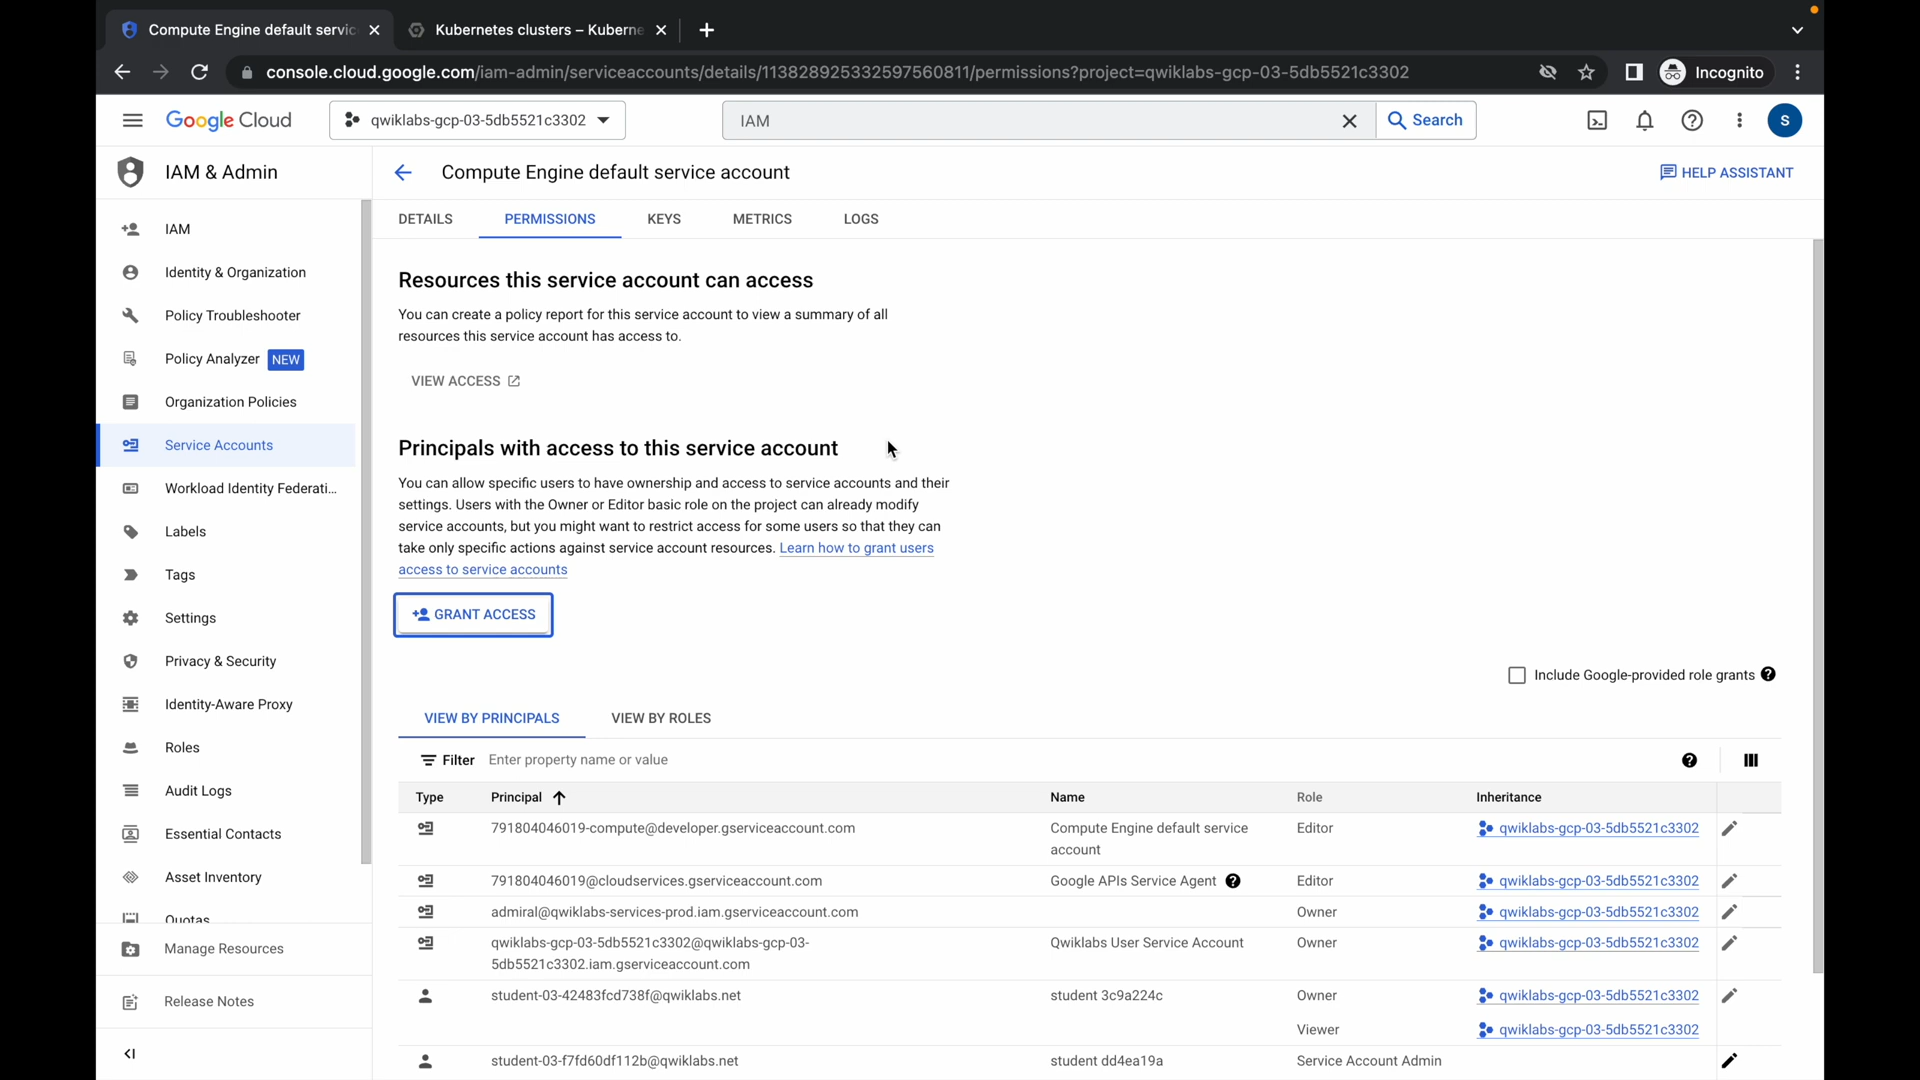 Compute Engine default servic
Kubernetes clusters – Kuberne
console.cloud.google.com/iam-admin/serviceaccounts/details/113828925332597560811/permissions?project=qwiklabs-gcp-03-5db5521c3302
Incognito
Google Cloud
qwiklabs-gcp-03-5db5521c3302
IAM
Search
S
IAM & Admin
Compute Engine default service account
HELP ASSISTANT
DETAILS
PERMISSIONS
KEYS
METRICS
LOGS
IAM
Identity & Organization
Policy Troubleshooter
Policy Analyzer NEW
Organization Policies
Service Accounts
Workload Identity Federati...
Labels
Tags
Settings
Privacy & Security
Identity-Aware Proxy
Roles
Audit Logs
Essential Contacts
Asset Inventory
Quotas
Manage Resources
Release Notes
Resources this service account can access
You can create a policy report for this service account to view a summary of all
resources this service account has access to.
VIEW ACCESS
Principals with access to this service account
You can allow specific users to have ownership and access to service accounts and their
settings. Users with the Owner or Editor basic role on the project can already modify
service accounts, but you might want to restrict access for some users so that they can
take only specific actions against service account resources. Learn how to grant users
access to service accounts
GRANT ACCESS
Include Google-provided role grants
VIEW BY PRINCIPALS
VIEW BY ROLES
Filter Enter property name or value
Type Principal Name Role Inheritance
791804046019-compute@developer.gserviceaccount.com Compute Engine default service Editor qwiklabs-gcp-03-5db5521c3302
account
791804046019@cloudservices.gserviceaccount.com Google APIs Service Agent Editor qwiklabs-gcp-03-5db5521c3302
admiral@qwiklabs-services-prod.iam.gserviceaccount.com Owner qwiklabs-gcp-03-5db5521c3302
qwiklabs-gcp-03-5db5521c3302@qwiklabs-gcp-03- Qwiklabs User Service Account Owner qwiklabs-gcp-03-5db5521c3302
5db5521c3302.iam.gserviceaccount.com
student-03-42483fcd738f@qwiklabs.net student 3c9a224c Owner qwiklabs-gcp-03-5db5521c3302
Viewer qwiklabs-gcp-03-5db5521c3302
student-03-f7fd60df112b@qwiklabs.net student dd4ea19a Service Account Admin